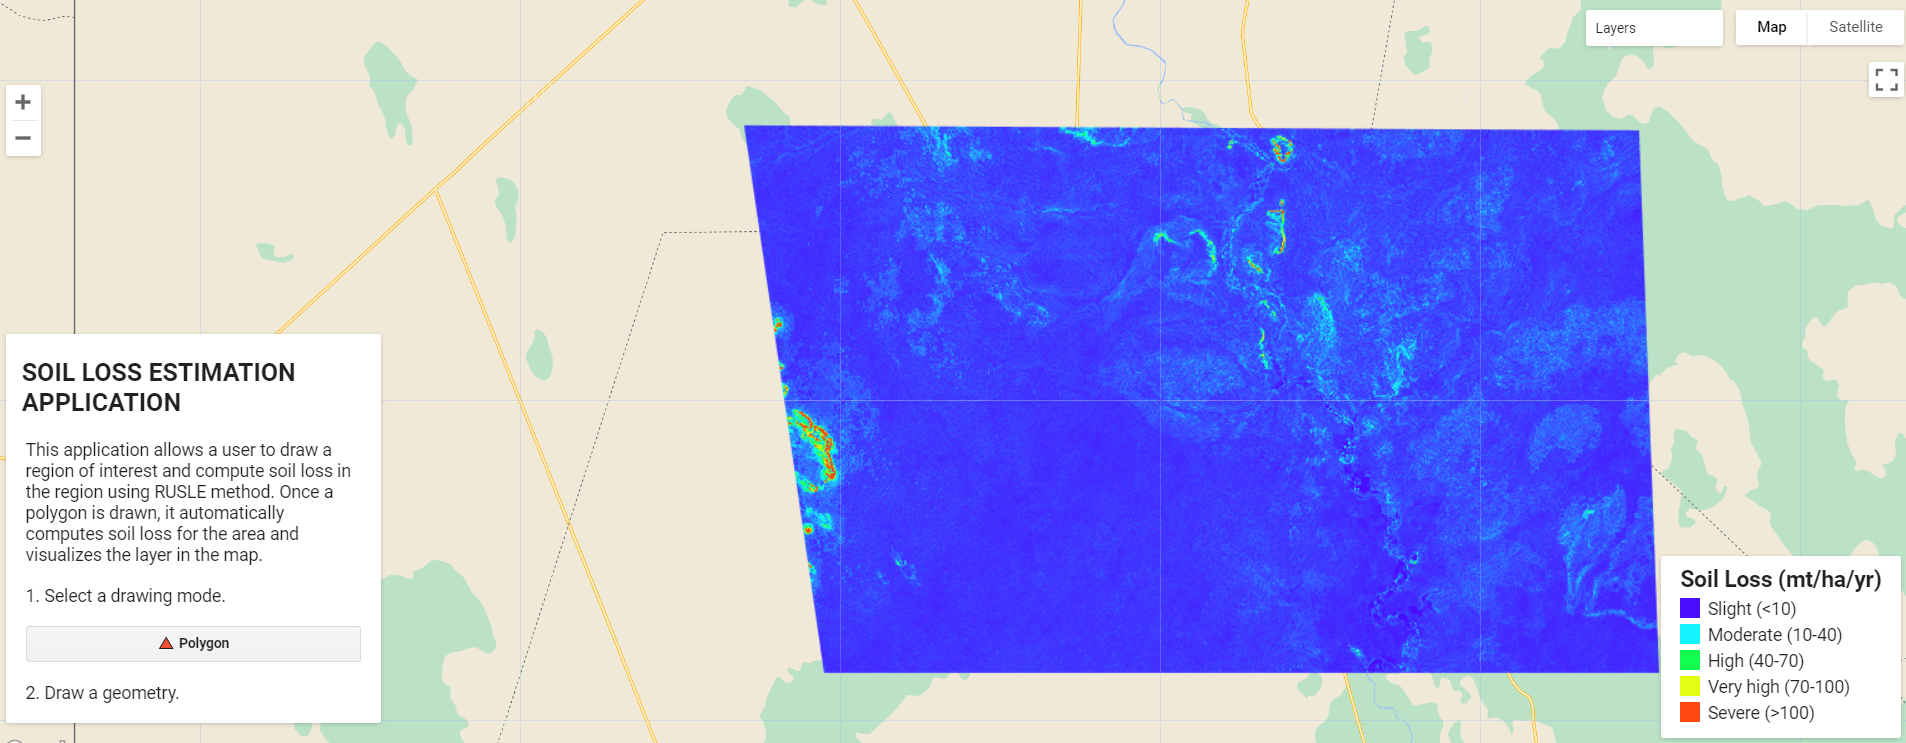 Layers
Map
Satellite
+
−
SOIL LOSS ESTIMATION
APPLICATION
This application allows a user to draw a
region of interest and compute soil loss in
the region using RUSLE method. Once a
polygon is drawn, it automatically
computes soil loss for the area and
visualizes the layer in the map.
1. Select a drawing mode.
Polygon
2. Draw a geometry.
Soil Loss (mt/ha/yr)
Slight (<10)
Moderate (10-40)
High (40-70)
Very high (70-100)
Severe (>100)